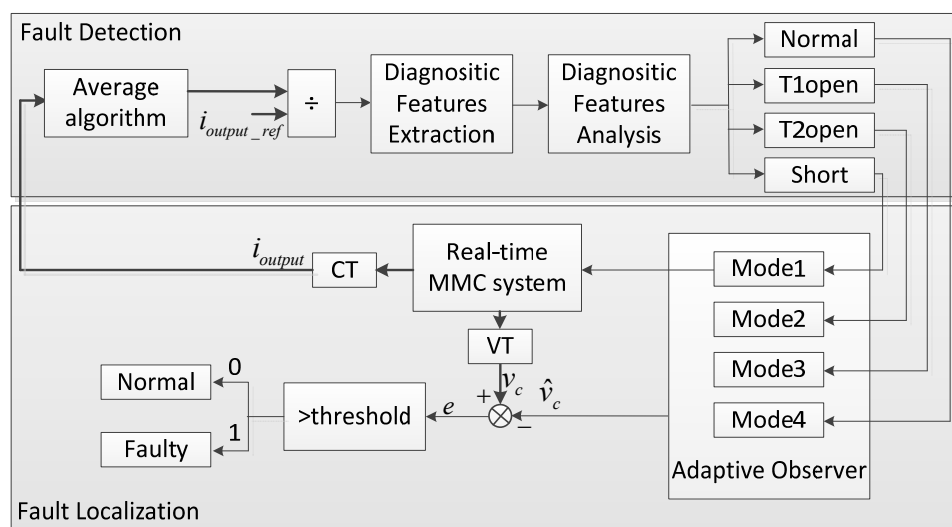 Fault Detection
Average
algorithm
i_output_ref
÷
Diagnositic
Features
Extraction
Diagnositic
Features
Analysis
Normal
T1open
T2open
Short
i_output
CT
Real-time
MMC system
VT
Mode1
Mode2
Mode3
Mode4
Adaptive Observer
v_c
v̂_c
+
−
e
>threshold
0
1
Normal
Faulty
Fault Localization